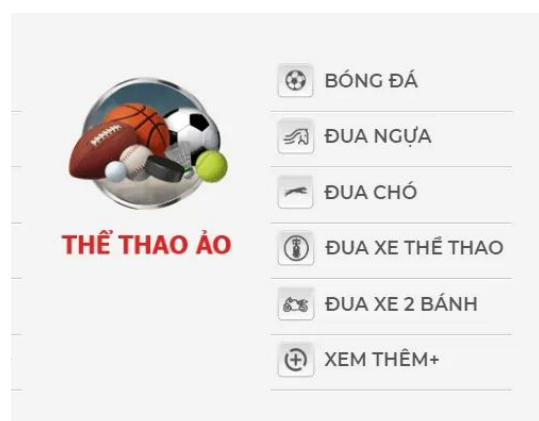 THỂ THAO ẢO
BÓNG ĐÁ
ĐUA NGỰA
ĐUA CHÓ
ĐUA XE THỂ THAO
ĐUA XE 2 BÁNH
XEM THÊM+